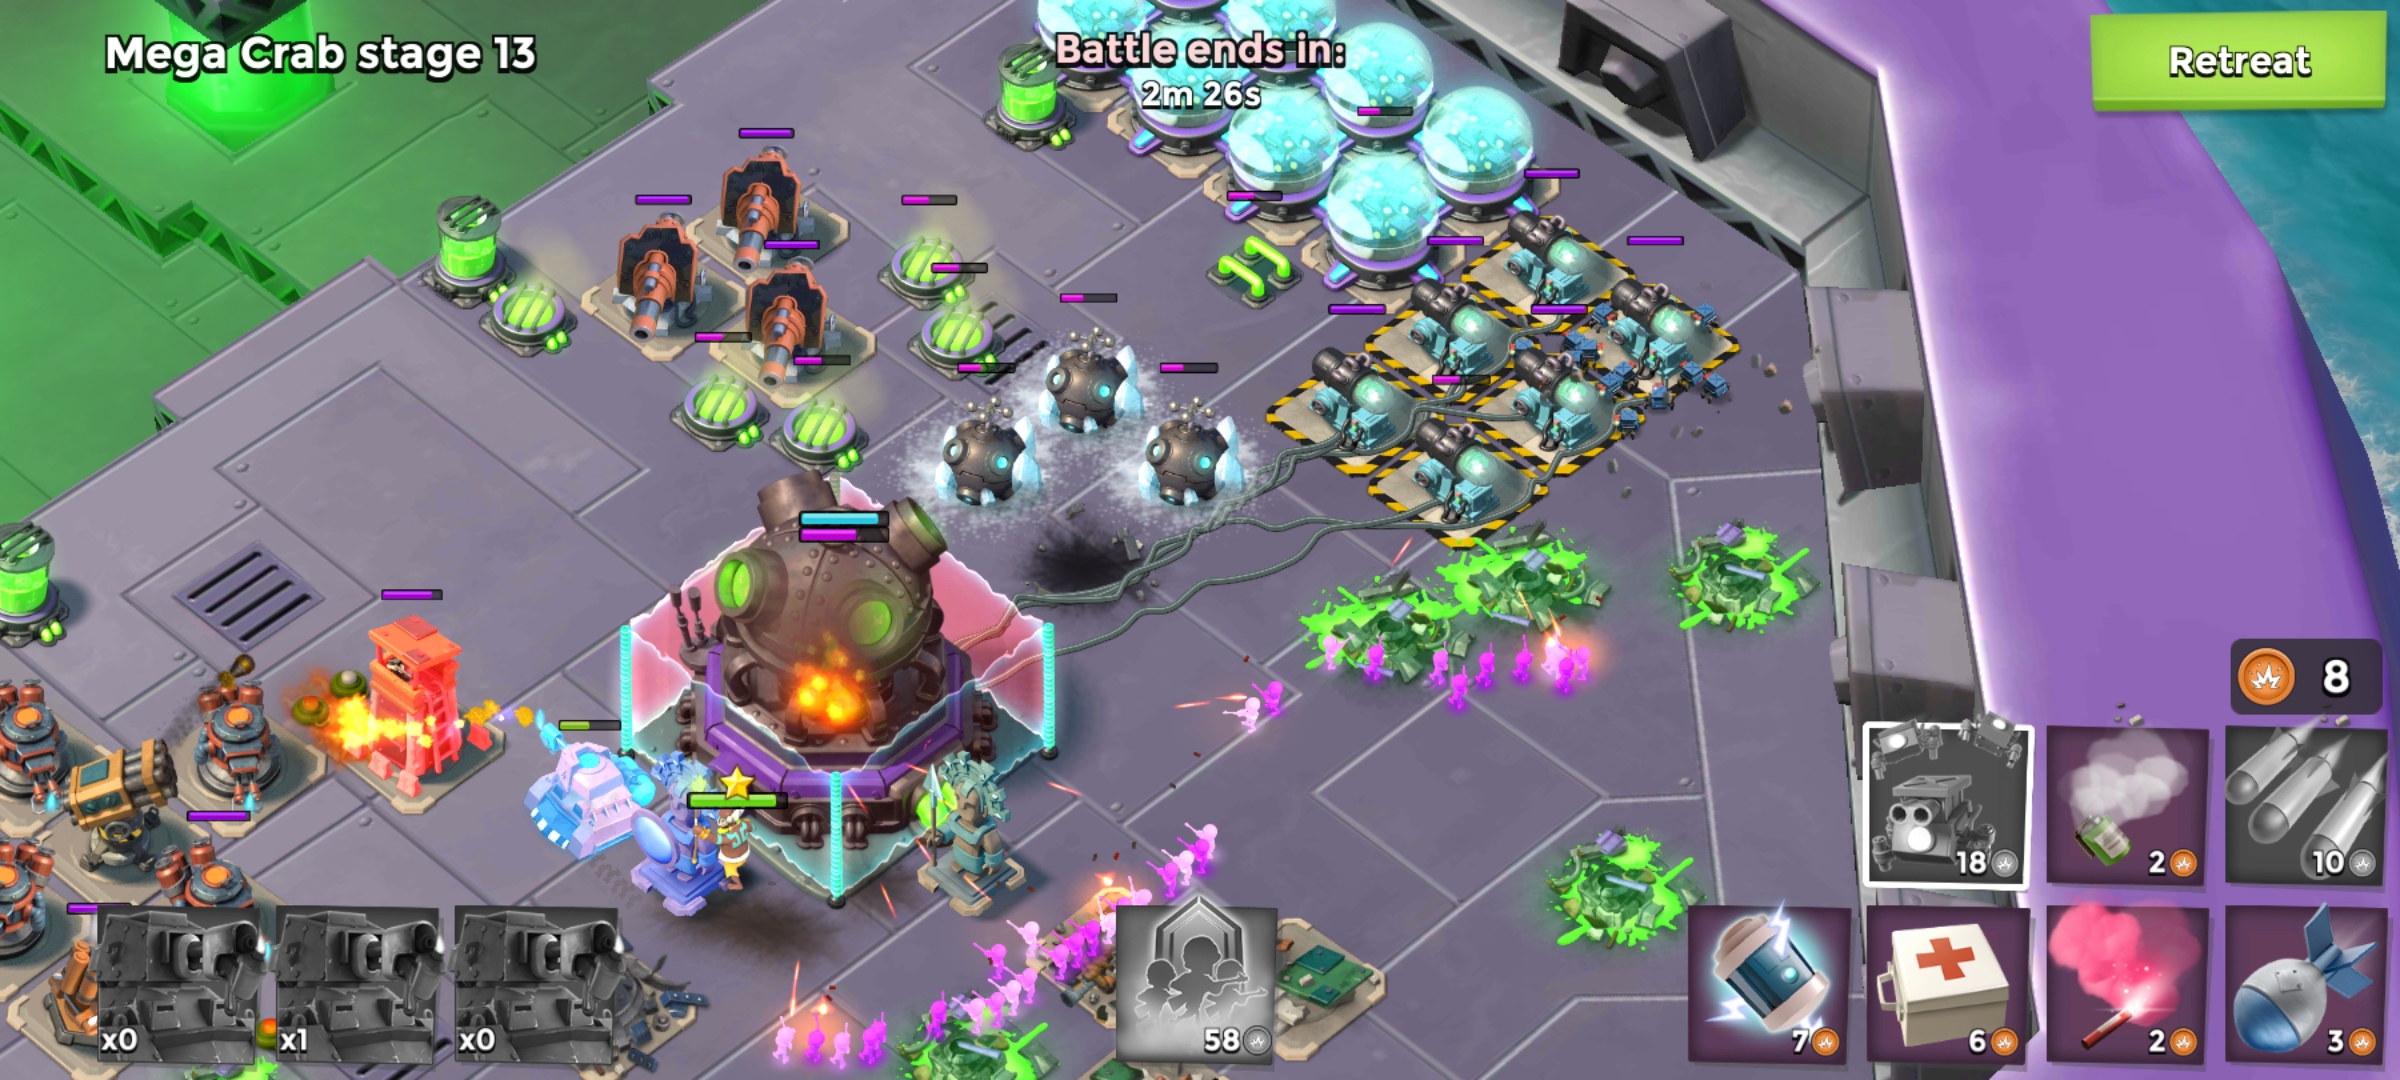 Mega Crab stage 13
Battle ends in:
2m 26s
Retreat
8
18
2
10
x0
x1
x0
58
7
6
2
3